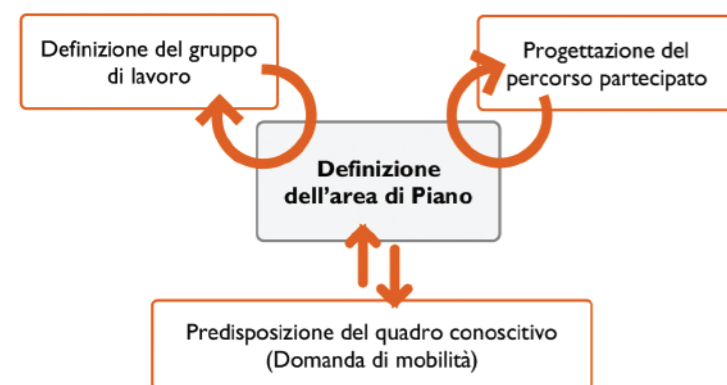 Definizione del gruppo
di lavoro
Progettazione del
percorso partecipato
Definizione
dell'area di Piano
Predisposizione del quadro conoscitivo
(Domanda di mobilità)